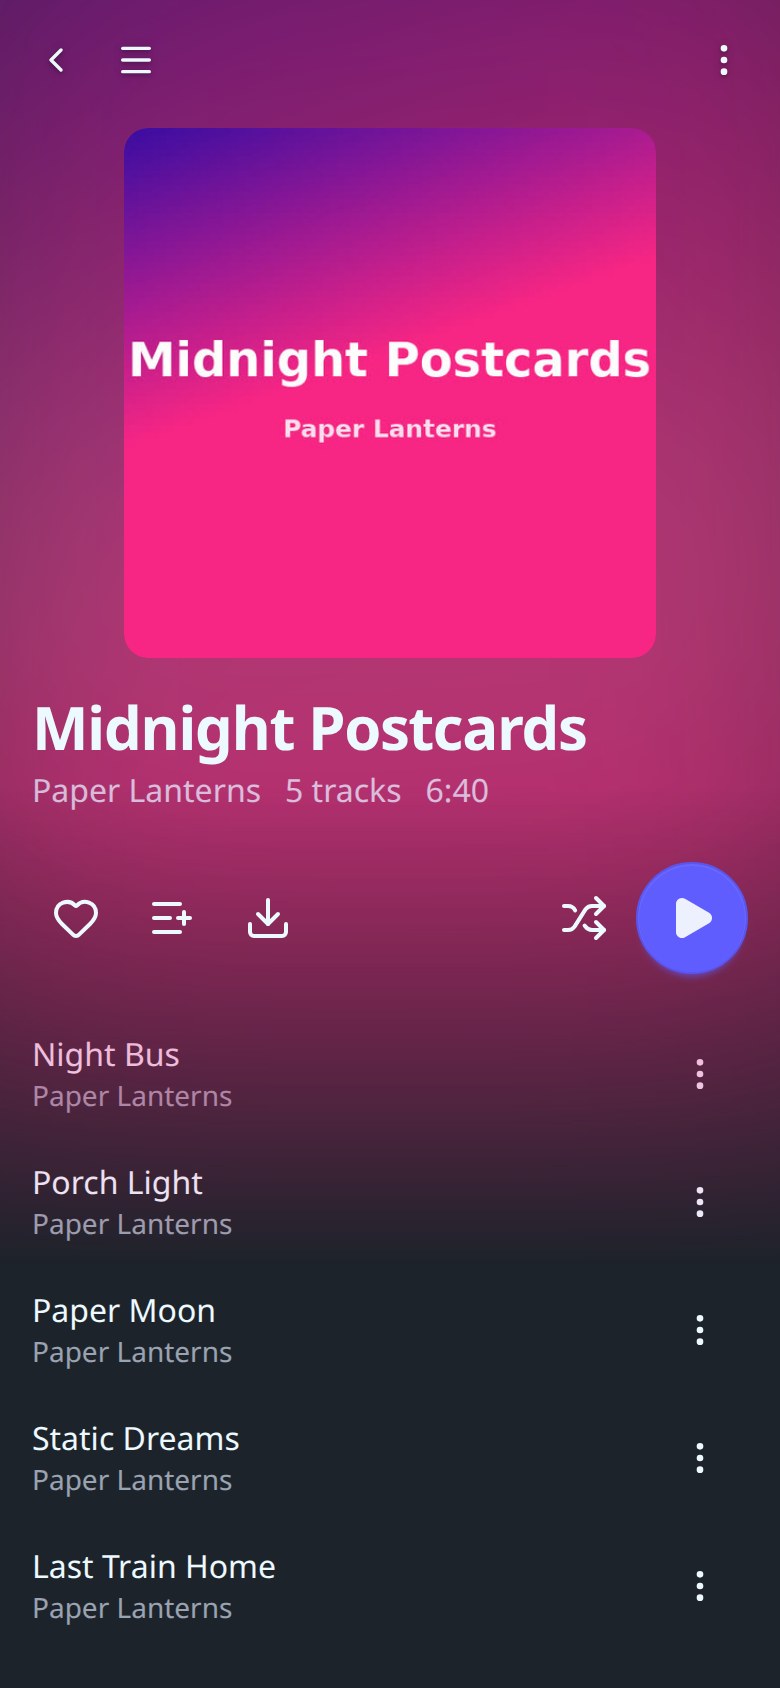 Midnight Postcards
Paper Lanterns
Midnight Postcards
Paper Lanterns 5 tracks 6:40
Night Bus
Paper Lanterns
Porch Light
Paper Lanterns
Paper Moon
Paper Lanterns
Static Dreams
Paper Lanterns
Last Train Home
Paper Lanterns